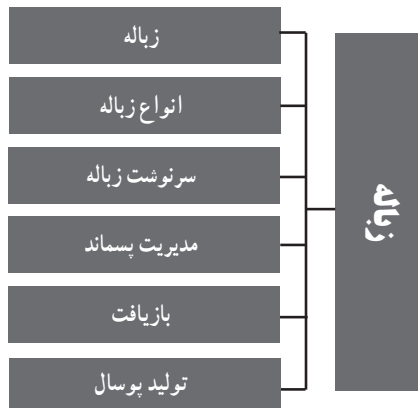 زباله
زباله
انواع زباله
سرنوشت زباله
مدیریت پسماند
بازیافت
تولید پوسال